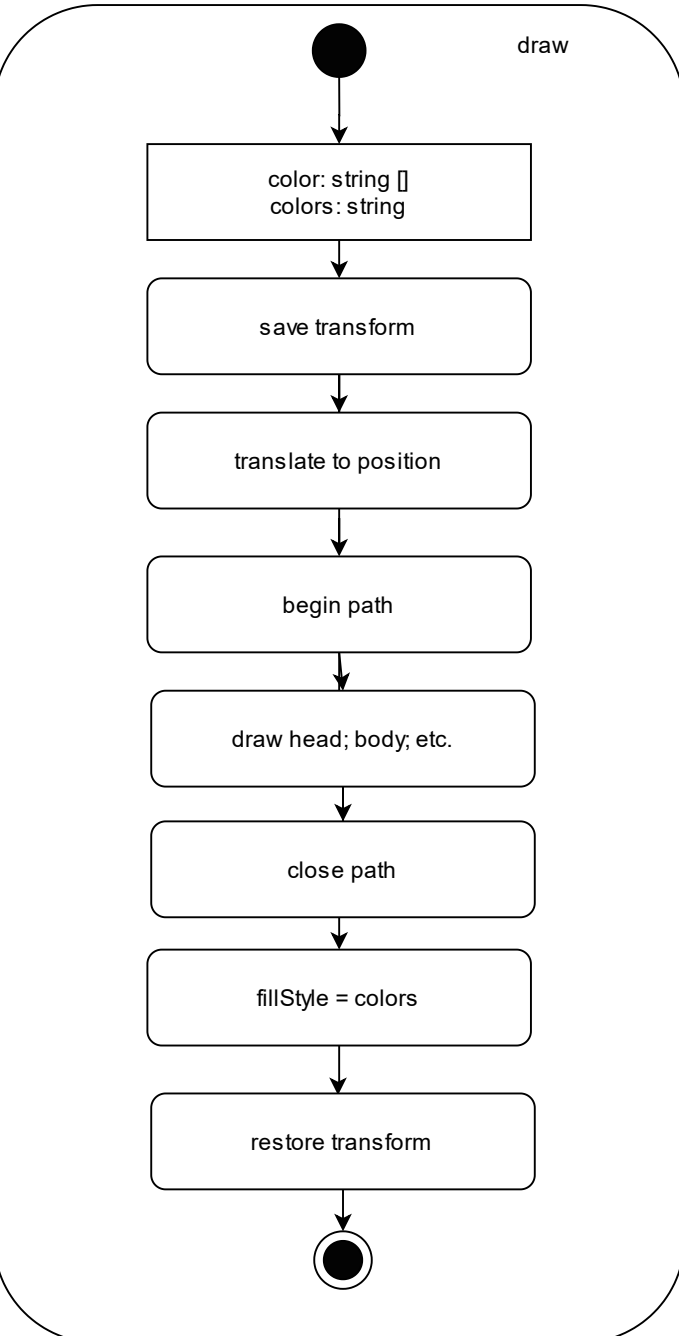 draw
color: string []
colors: string
save transform
translate to position
begin path
draw head; body; etc.
close path
fillStyle = colors
restore transform